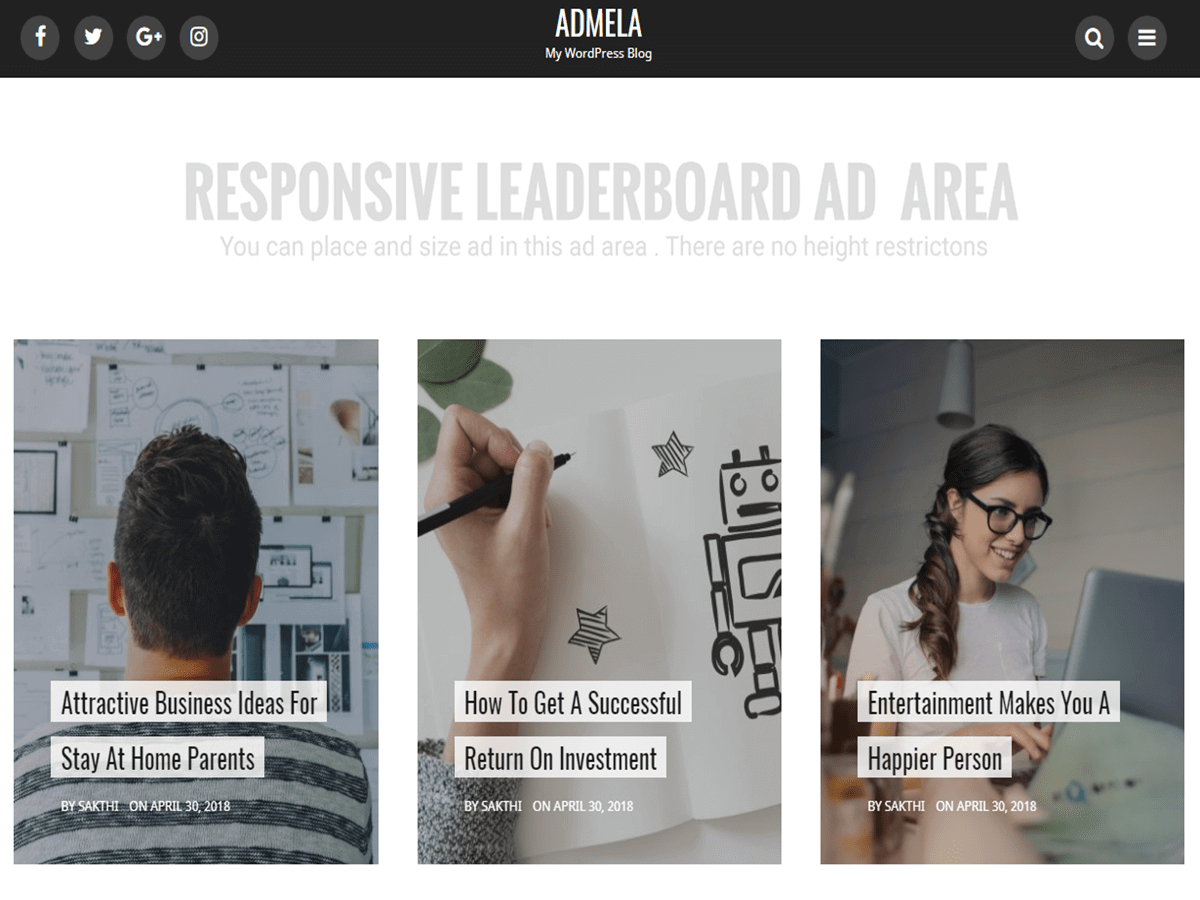 ADMELA
My WordPress Blog
RESPONSIVE LEADERBOARD AD AREA
You can place and size ad in this ad area . There are no height restrictons
Attractive Business Ideas For
Stay At Home Parents
BY SAKTHI ON APRIL 30, 2018
How To Get A Successful
Return On Investment
BY SAKTHI ON APRIL 30, 2018
Entertainment Makes You A
Happier Person
BY SAKTHI ON APRIL 30, 2018